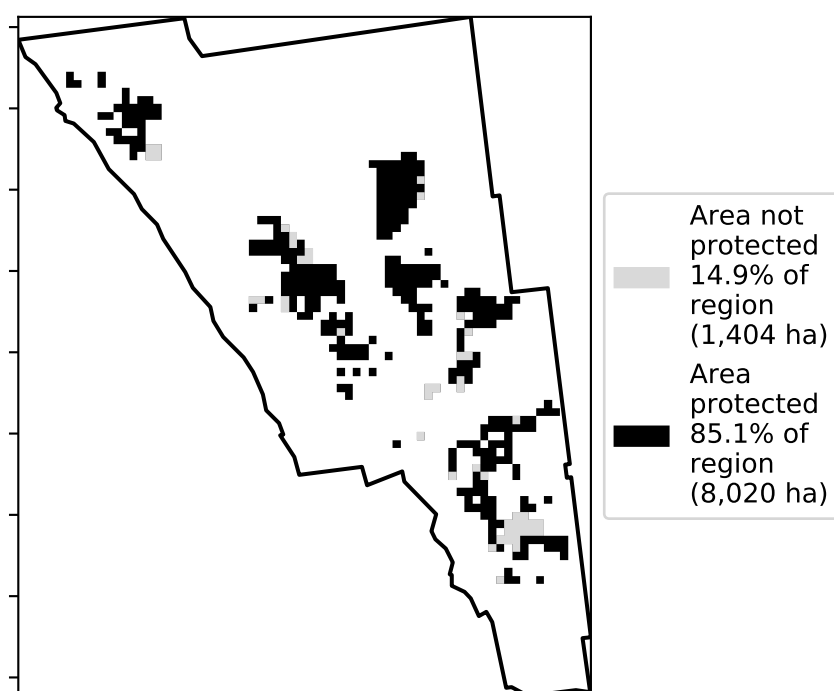 Area not
protected
14.9% of
region
(1,404 ha)
Area
protected
85.1% of
region
(8,020 ha)